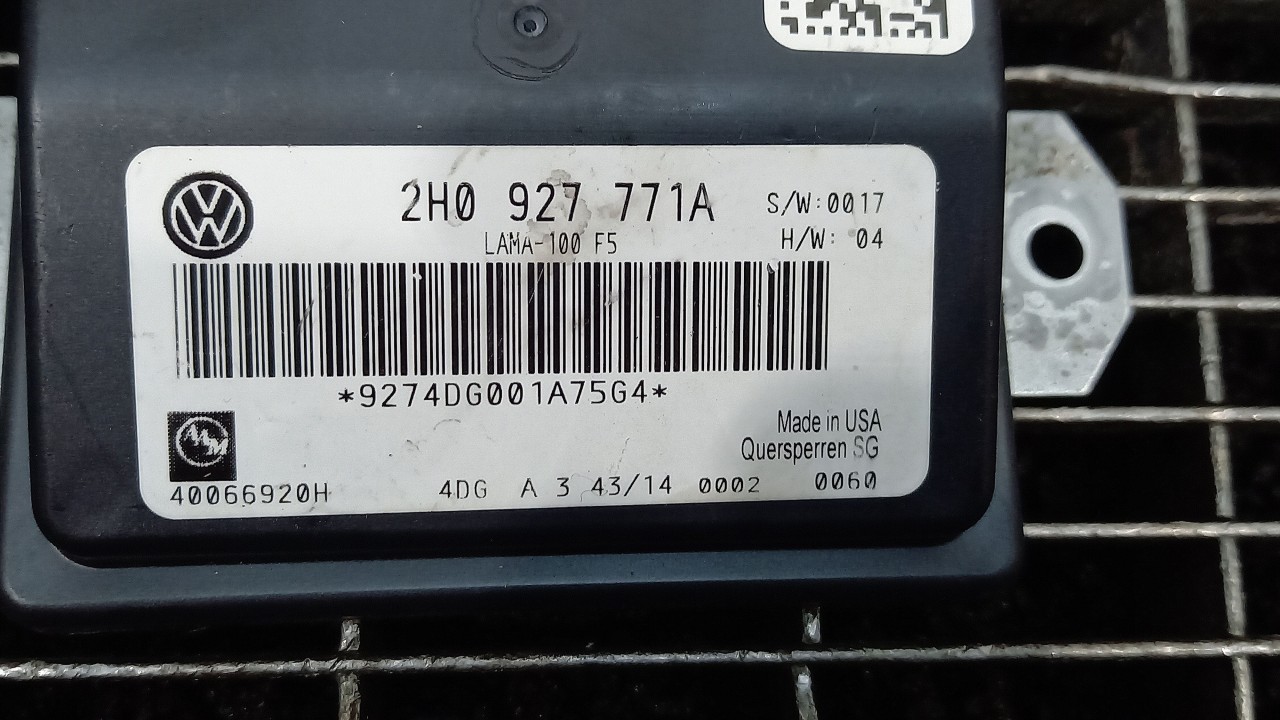 2H0 927 771A
S/W:0017
LAMA-100 F5
H/W: 04
*9274DG001A75G4*
Made in USA
Quersperren SG
40066920H 4DG A 3 43/14 0002 0060